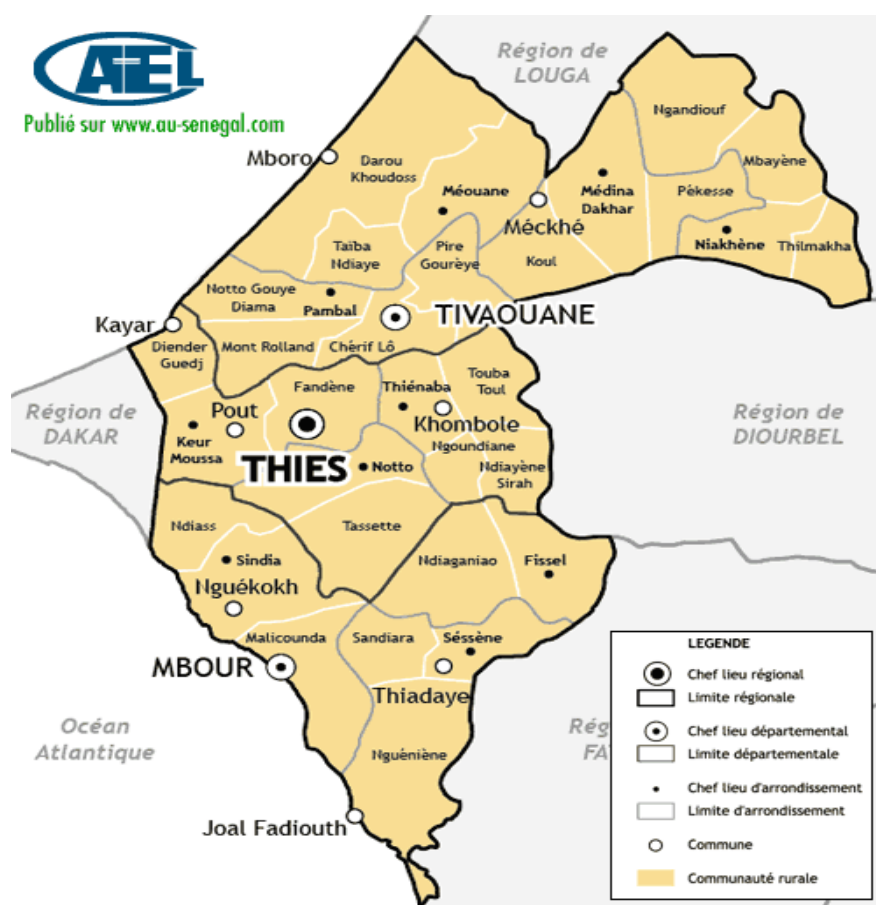 ATEL
Publié sur www.au-senegal.com
Région de
LOUGA
Ngandiouf
Mboro
Darou
Khoudoss
Mbayène
Méouane
Médina
Dakhar
Pèkesse
Méckhé
Taïba
Ndiaye
Pire
Gourèye
Koul
Niakhène
Thilmakha
Notto Gouye
Diama
Pambal
TIVAOUANE
Kayar
Diender
Guedj
Mont Rolland
Chérif Lô
Touba
Toul
Fandène
Thiénaba
Région de
DAKAR
Pout
Khombole
Région de
DIOURBEL
Keur
Moussa
THIES
Notto
Ngoundiane
Ndiayène
Sirah
Ndiass
Tassette
Sindia
Ndiaganiao
Fissel
Nguékokh
Malicounda
Sandiara
Séssène
MBOUR
Thiadaye
Océan
Atlantique
Nguéniène
Joal Fadiouth
LEGENDE
Chef lieu régional
Limite régionale
Chef lieu départemental
Limite départementale
Chef lieu d'arrondissement
Limite d'arrondissement
Commune
Communauté rurale